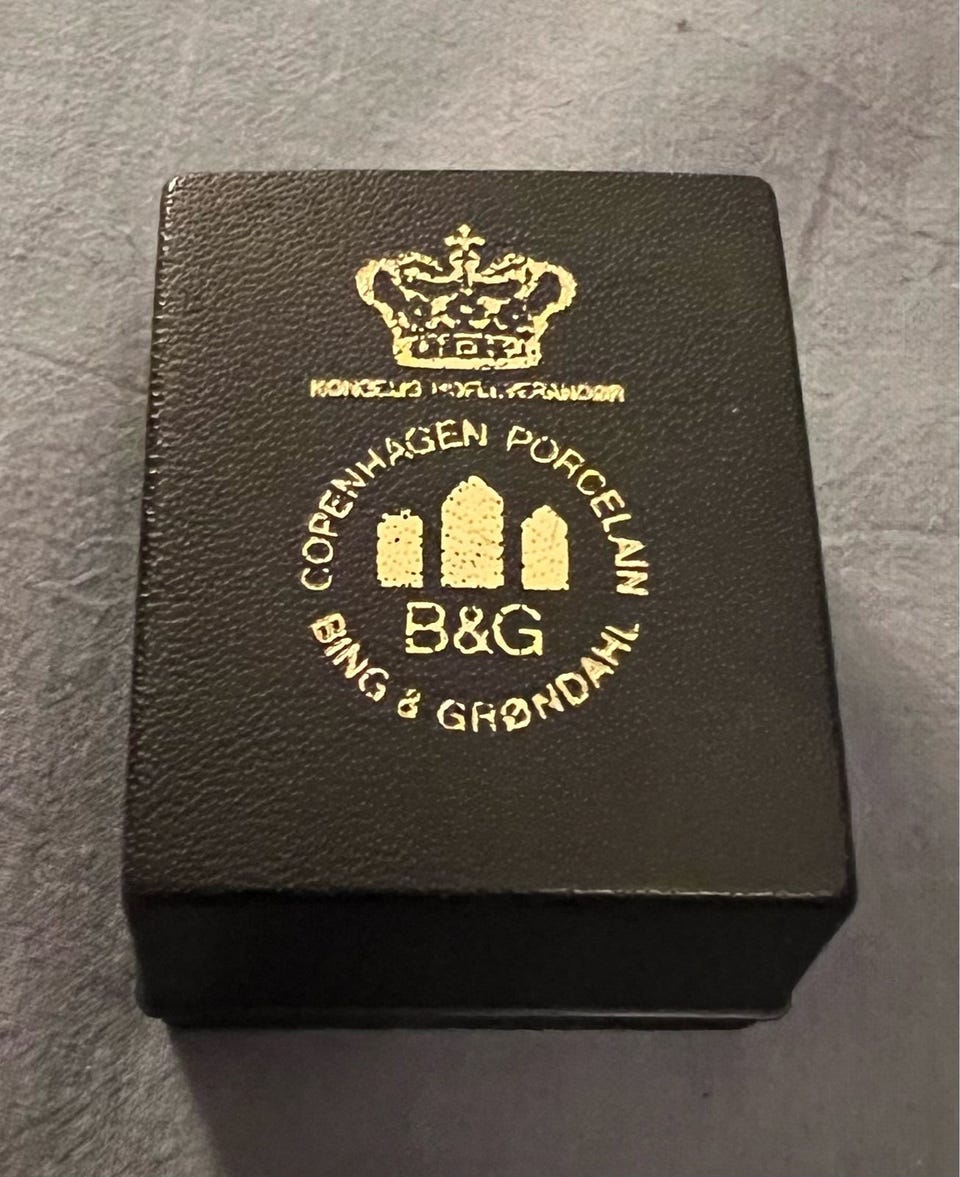 KONGELIG HOFLEVERANDØR
COPENHAGEN PORCELAIN
B&G
BING & GRØNDAHL